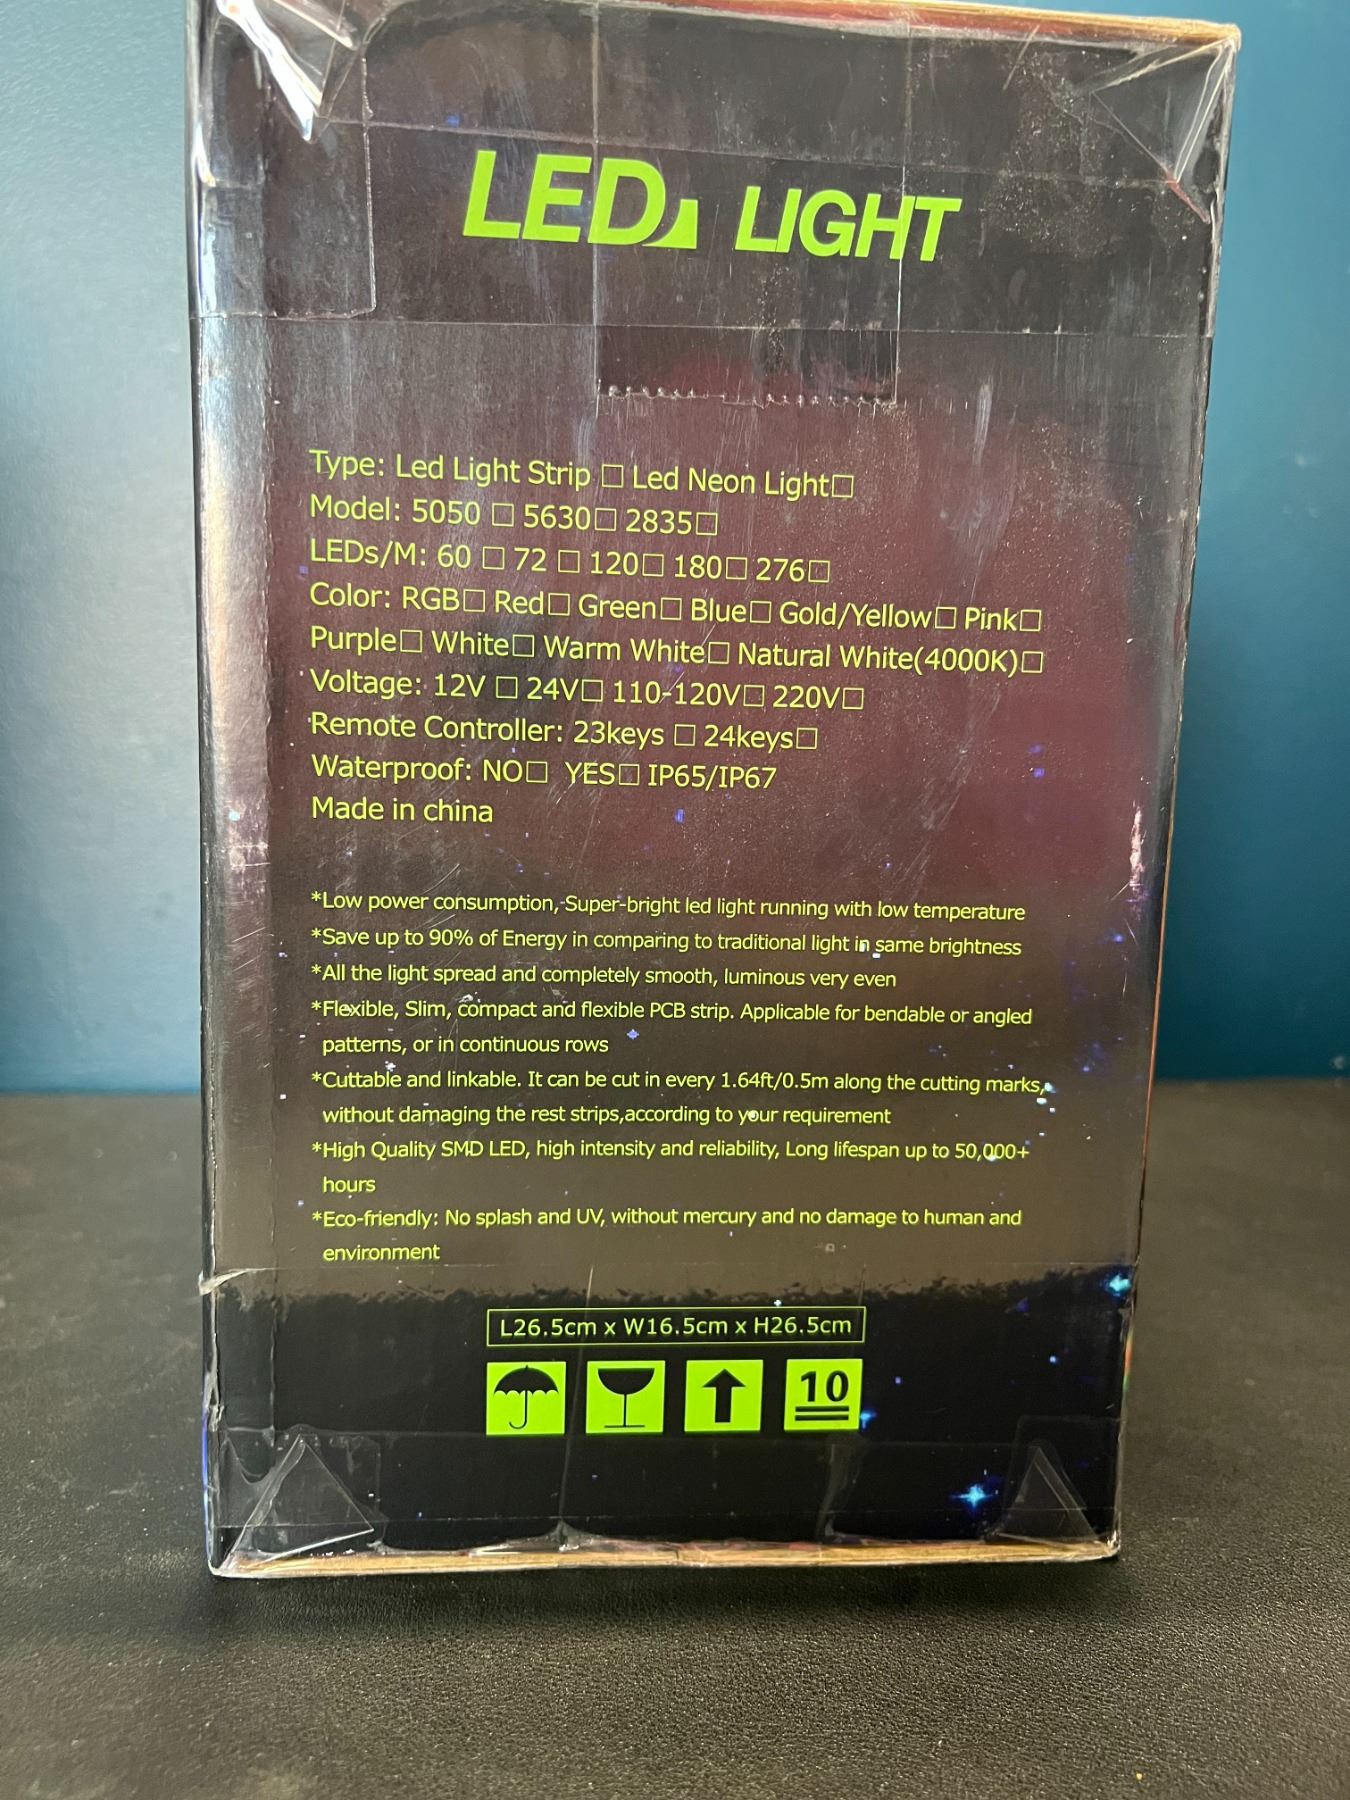 LED LIGHT
Type: Led Light Strip □ Led Neon Light□
Model: 5050 □ 5630□ 2835□
LEDs/M: 60 □ 72 □ 120□ 180□ 276□
Color: RGB□ Red□ Green□ Blue□ Gold/Yellow□ Pink□
Purple□ White□ Warm White□ Natural White(4000K)□
Voltage: 12V □ 24V□ 110-120V□ 220V□
Remote Controller: 23keys □ 24keys□
Waterproof: NO□ YES□ IP65/IP67
Made in china
*Low power consumption, Super-bright led light running with low temperature
*Save up to 90% of Energy in comparing to traditional light in same brightness
*All the light spread and completely smooth, luminous very even
*Flexible, Slim, compact and flexible PCB strip. Applicable for bendable or angled
patterns, or in continuous rows
*Cuttable and linkable. It can be cut in every 1.64ft/0.5m along the cutting marks,
without damaging the rest strips,according to your requirement
*High Quality SMD LED, high intensity and reliability, Long lifespan up to 50,000+
hours
*Eco-friendly: No splash and UV, without mercury and no damage to human and
environment
L26.5cm x W16.5cm x H26.5cm
10